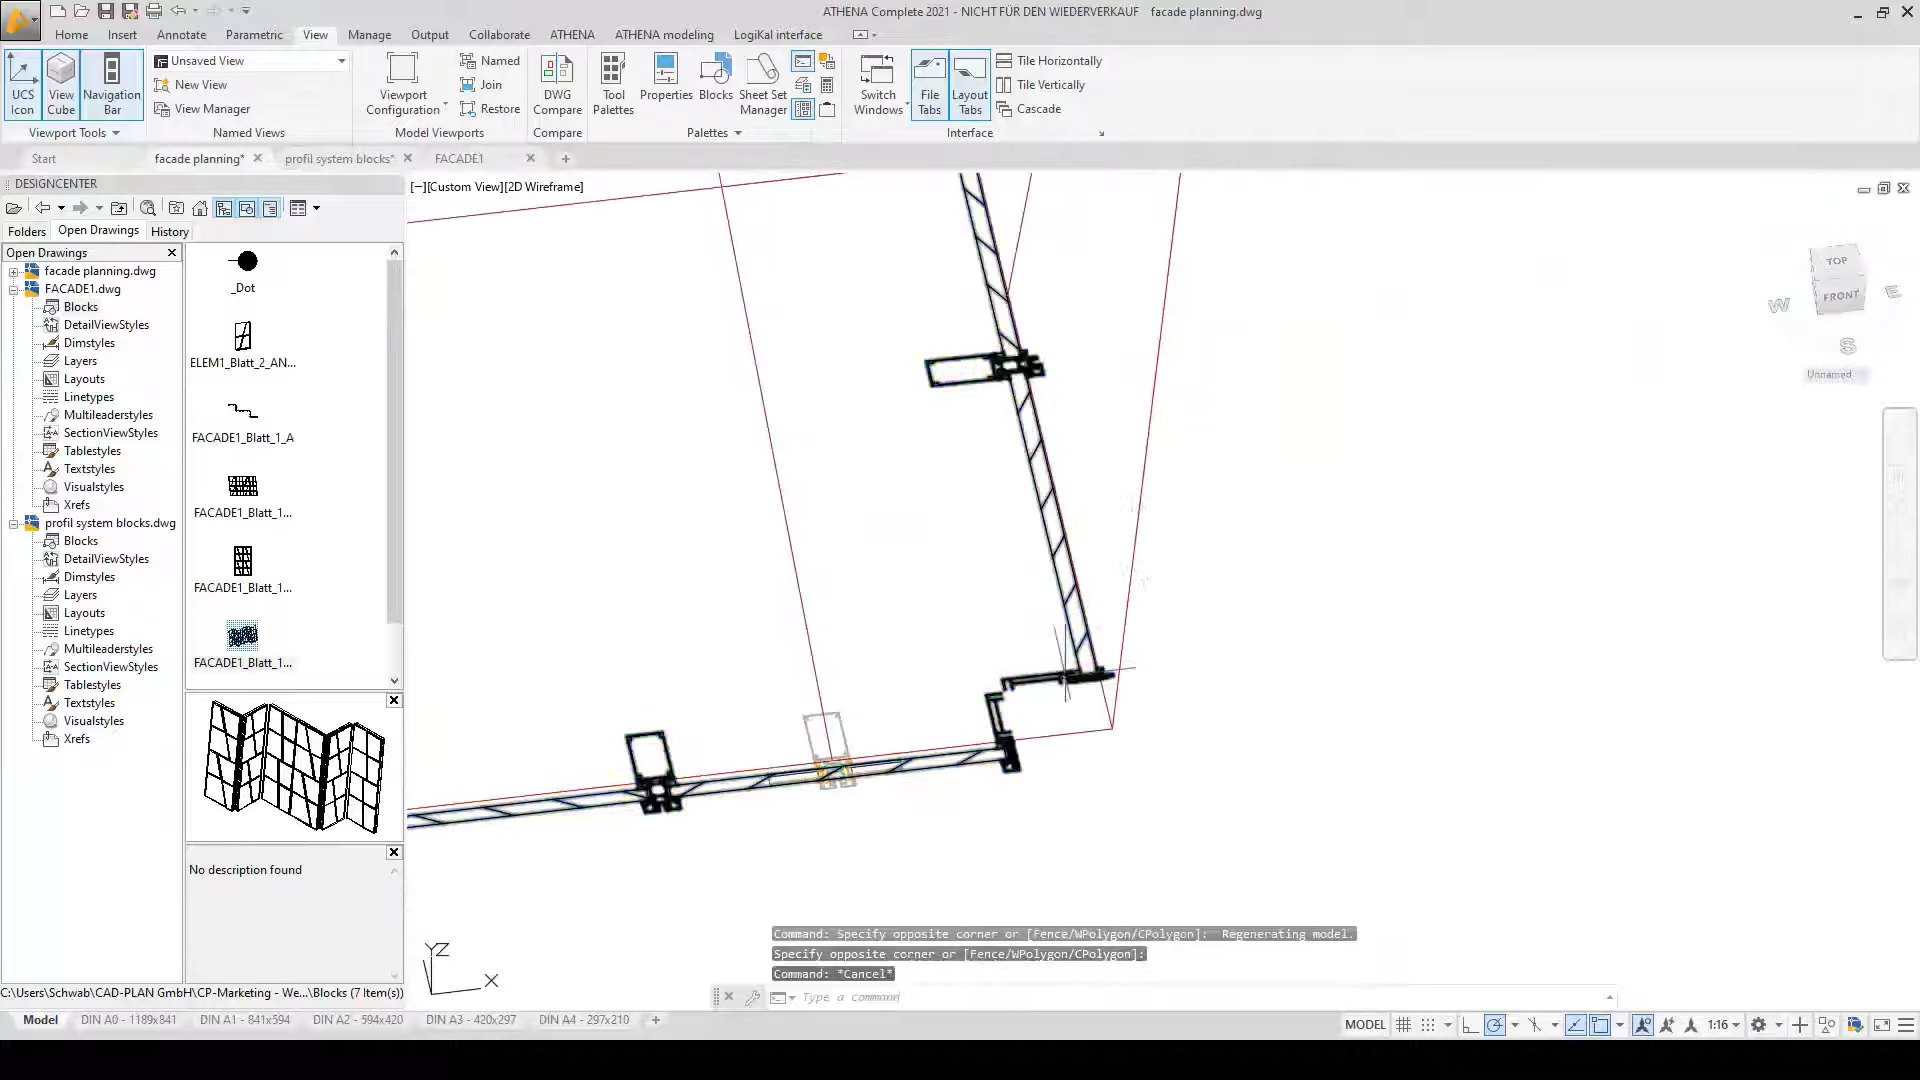 ATHENA Complete 2021 - NICHT FÜR DEN WIEDERVERKAUF facade planning.dwg
Home Insert Annotate Parametric View Manage Output Collaborate ATHENA ATHENA modeling LogiKal interface
UCS Icon
View Cube
Navigation Bar
Unsaved View
New View
View Manager
Viewport Configuration
Named
Join
Restore
DWG Compare
Tool Palettes
Properties
Blocks
Sheet Set Manager
Switch Windows
File Tabs
Layout Tabs
Tile Horizontally
Tile Vertically
Cascade
Viewport Tools
Named Views
Model Viewports
Compare
Palettes
Interface
Start
facade planning*
profil system blocks*
FACADE1
DESIGNCENTER
Folders Open Drawings History
Open Drawings
facade planning.dwg
FACADE1.dwg
Blocks
DetailViewStyles
Dimstyles
Layers
Layouts
Linetypes
Multileaderstyles
SectionViewStyles
Tablestyles
Textstyles
Visualstyles
Xrefs
profil system blocks.dwg
Blocks
DetailViewStyles
Dimstyles
Layers
Layouts
Linetypes
Multileaderstyles
SectionViewStyles
Tablestyles
Textstyles
Visualstyles
Xrefs
_Dot
ELEM1_Blatt_2_AN...
FACADE1_Blatt_1_A
FACADE1_Blatt_1...
FACADE1_Blatt_1...
FACADE1_Blatt_1...
No description found
C:\Users\Schwab\CAD-PLAN GmbH\CP-Marketing - We...\Blocks (7 Item(s))
[−][Custom View][2D Wireframe]
TOP
FRONT
W
E
S
Unnamed
Y Z
X
Command: Specify opposite corner or [Fence/WPolygon/CPolygon]: Regenerating model.
Specify opposite corner or [Fence/WPolygon/CPolygon]:
Command: *Cancel*
Type a command
Model DIN A0 - 1189x841 DIN A1 - 841x594 DIN A2 - 594x420 DIN A3 - 420x297 DIN A4 - 297x210
MODEL
1:16